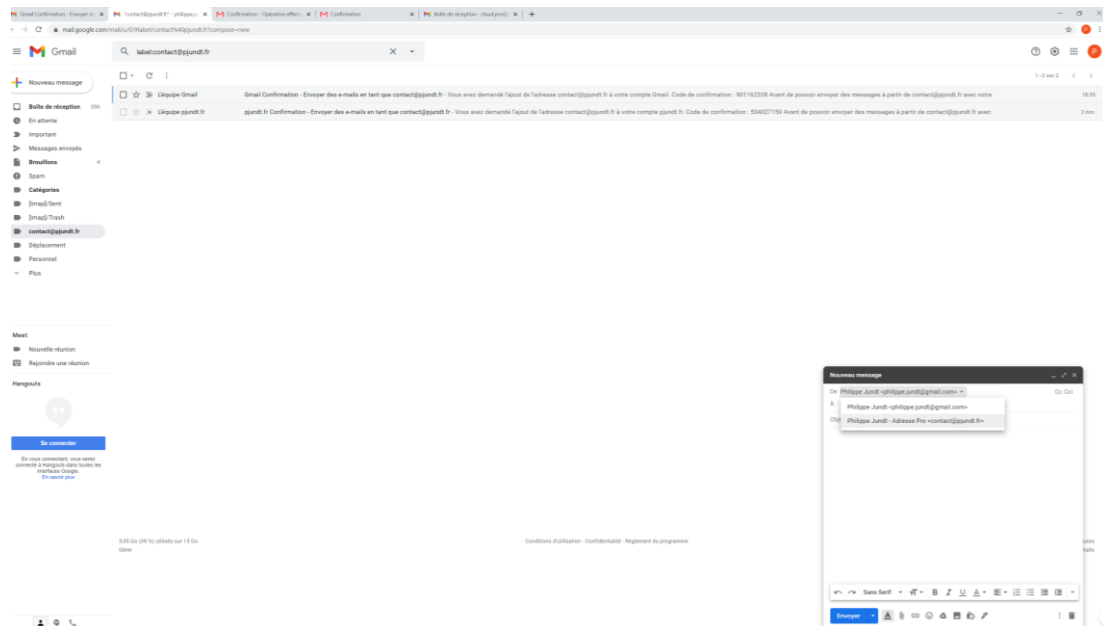 Gmail Confirmation - Envoyer d
"contact@pjundt.fr" - philippe.j
Confirmation - Opération effect
Confirmation
Boîte de réception - cloud.pro
mail.google.com/mail/u/0/#label/contact%40pjundt.fr?compose=new
Gmail
label:contact@pjundt.fr
P
Nouveau message
1–2 sur 2
Boîte de réception 296
En attente
Important
Messages envoyés
Brouillons 4
Spam
Catégories
[Imap]/Sent
[Imap]/Trash
contact@pjundt.fr
Déplacement
Personnel
Plus
L'équipe Gmail Gmail Confirmation - Envoyer des e-mails en tant que contact@pjundt.fr - Vous avez demandé l'ajout de l'adresse contact@pjundt.fr à votre compte Gmail. Code de confirmation : 901162538 Avant de pouvoir envoyer des messages à partir de contact@pjundt.fr avec votre
L'équipe pjundt.fr pjundt.fr Confirmation - Envoyer des e-mails en tant que contact@pjundt.fr - Vous avez demandé l'ajout de l'adresse contact@pjundt.fr à votre compte pjundt.fr. Code de confirmation : 534027159 Avant de pouvoir envoyer des messages à partir de contact@pjundt.fr avec 2 nov.
Meet
Nouvelle réunion
Rejoindre une réunion
Hangouts
Se connecter
En vous connectant, vous serez
connecté à Hangouts dans toutes les
interfaces Google.
En savoir plus
5,95 Go (39 %) utilisés sur 15 Go
Gérer
Conditions d'utilisation · Confidentialité · Règlement du programme
Nouveau message
De Philippe Jundt <philippe.jundt@gmail.com> Cc Cci
À
Philippe Jundt <philippe.jundt@gmail.com>
Obj
Philippe Jundt - Adresse Pro <contact@pjundt.fr>
Sans Serif
Envoyer